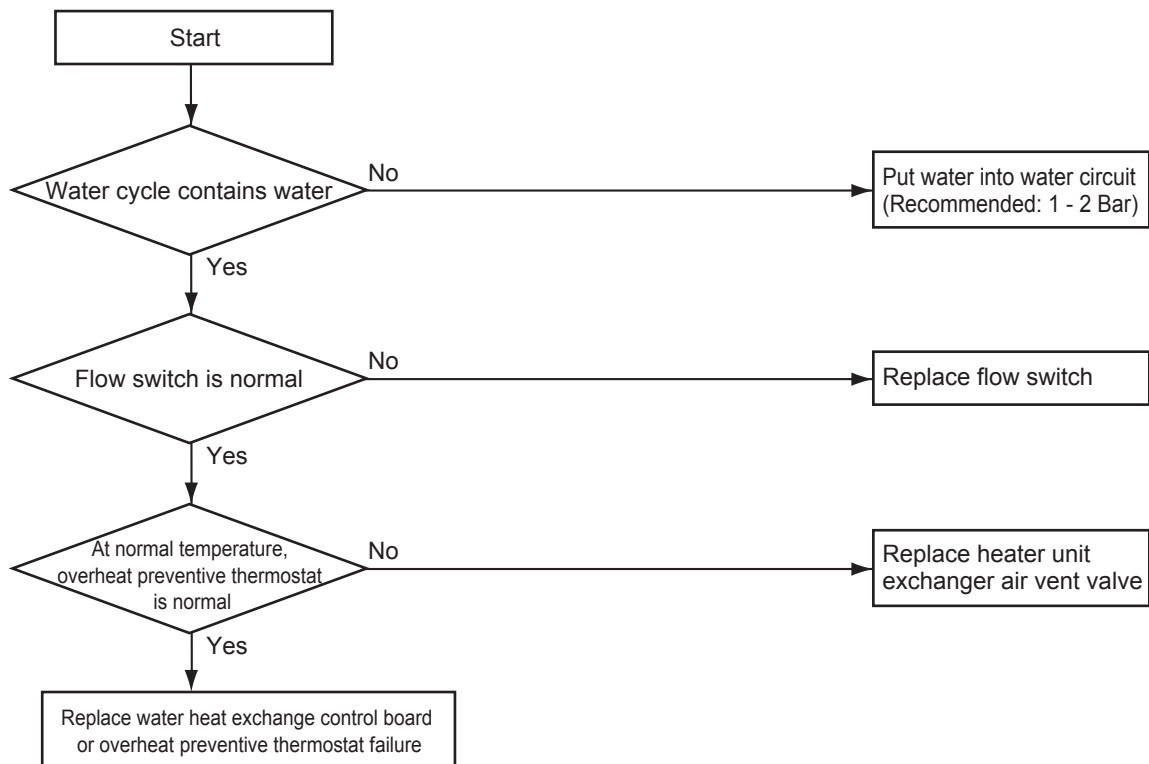 Start
Water cycle contains water
No
Put water into water circuit
(Recommended: 1 - 2 Bar)
Yes
Flow switch is normal
No
Replace flow switch
Yes
At normal temperature,
overheat preventive thermostat
is normal
No
Replace heater unit
exchanger air vent valve
Yes
Replace water heat exchange control board
or overheat preventive thermostat failure